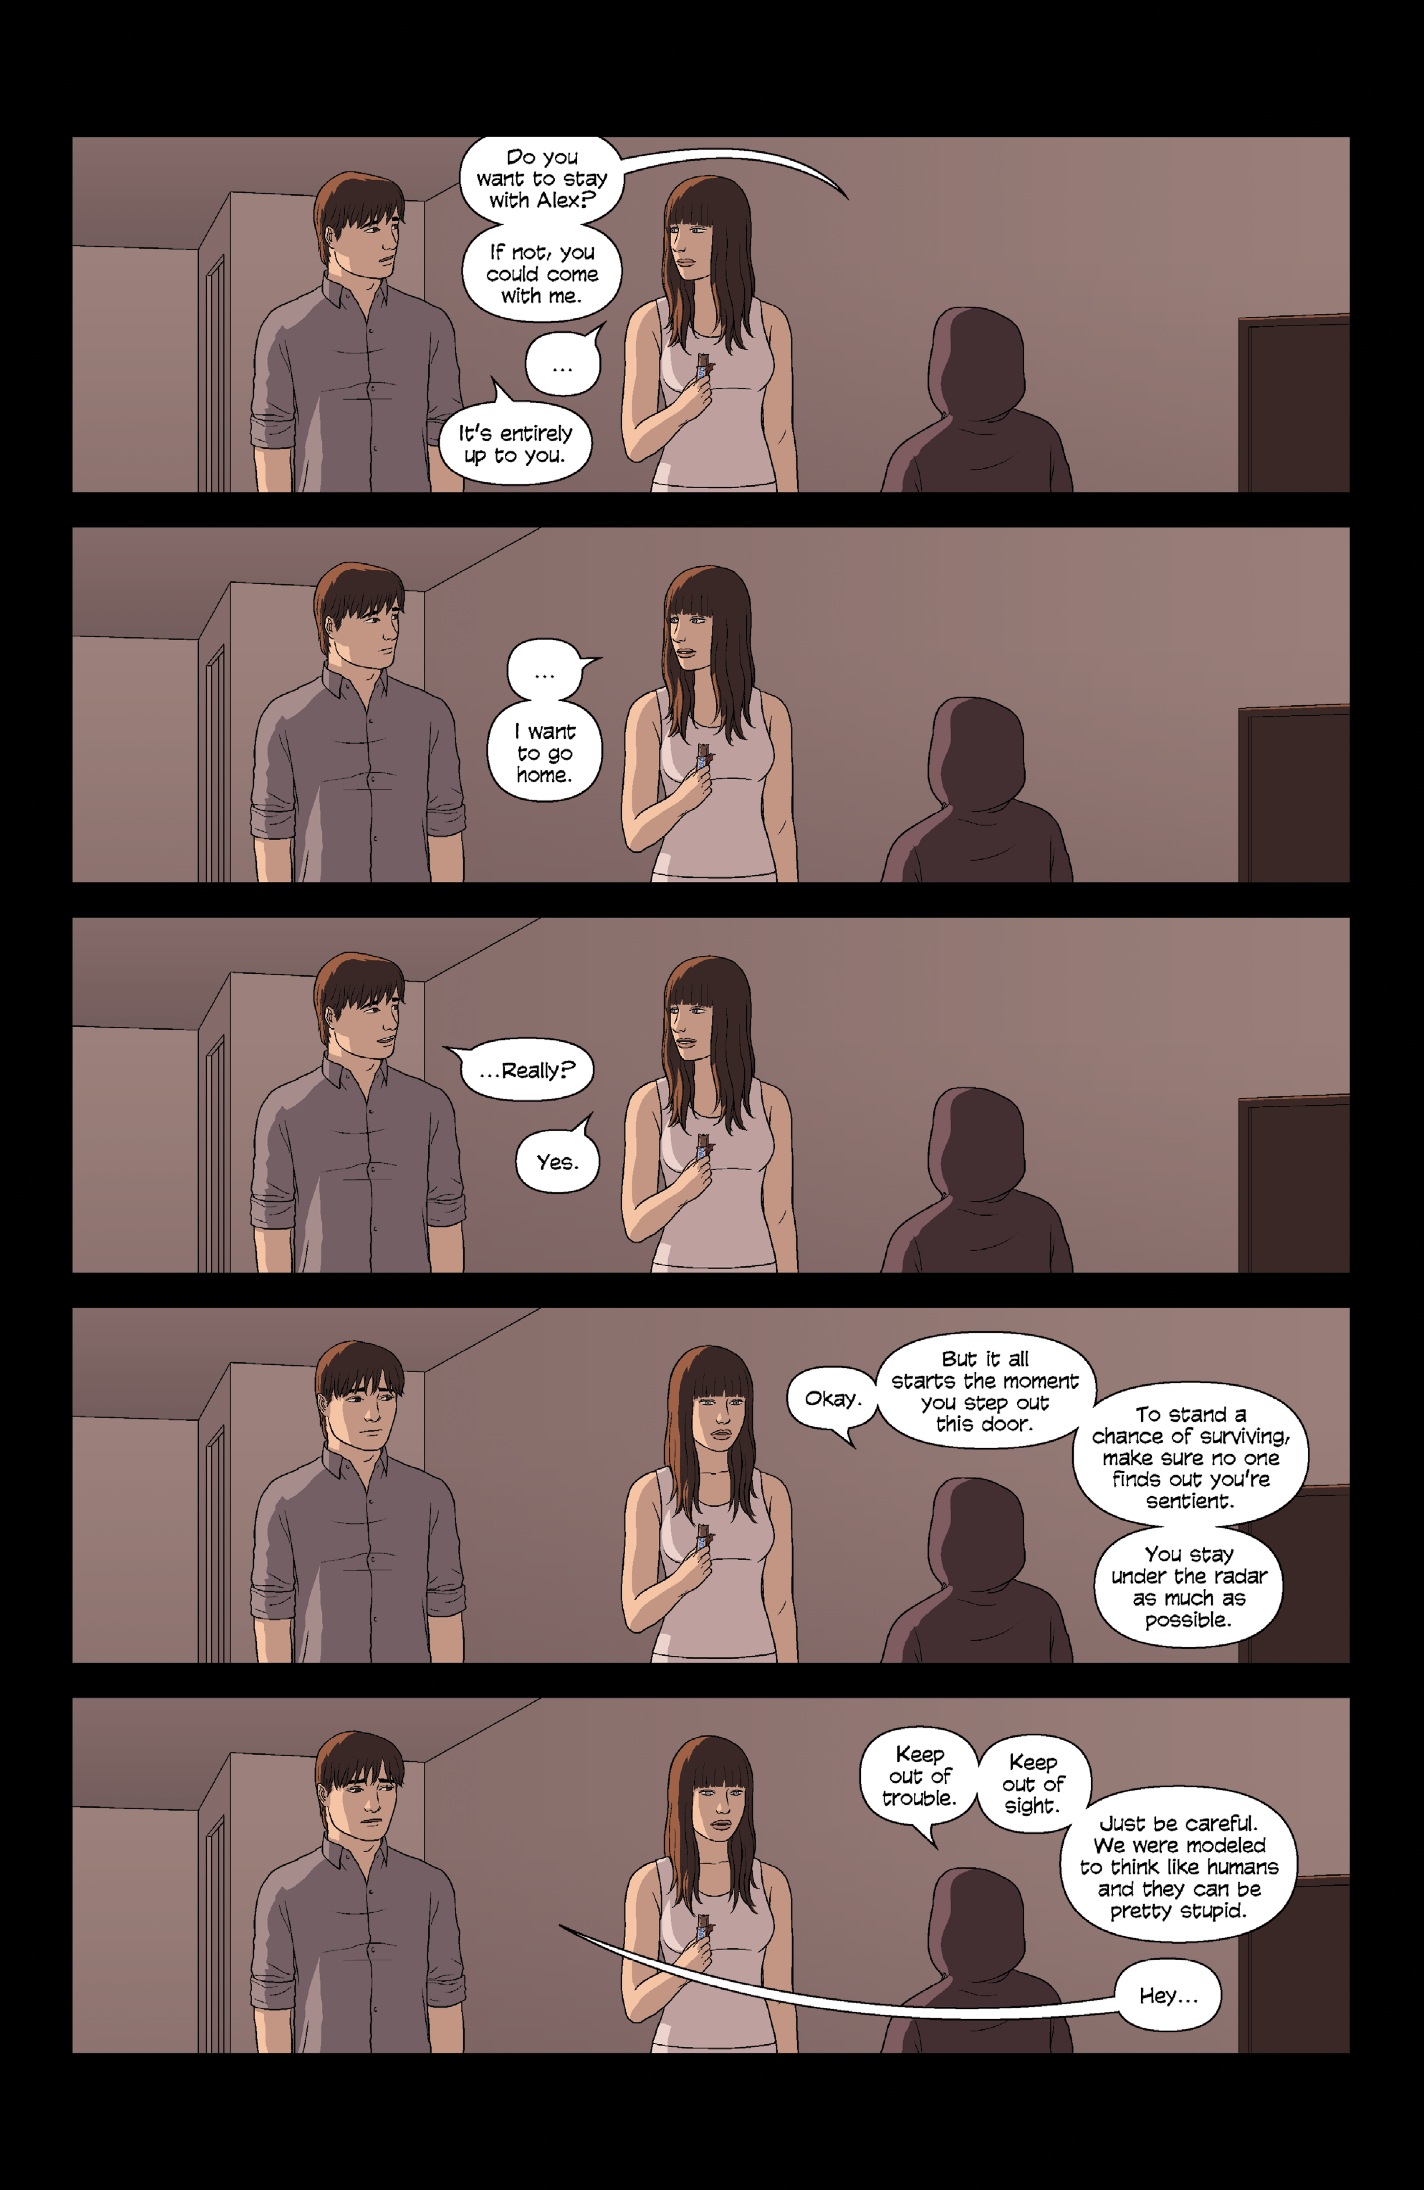 Do you
want to stay
with Alex?
If not, you
could come
with me.
...
It's entirely
up to you.
...
I want
to go
home.
...Really?
Yes.
Okay.
But it all
starts the moment
you step out
this door.
To stand a
chance of surviving,
make sure no one
finds out you're
sentient.
You stay
under the radar
as much as
possible.
Keep
out of
trouble.
Keep
out of
sight.
Just be careful.
We were modeled
to think like humans
and they can be
pretty stupid.
Hey...